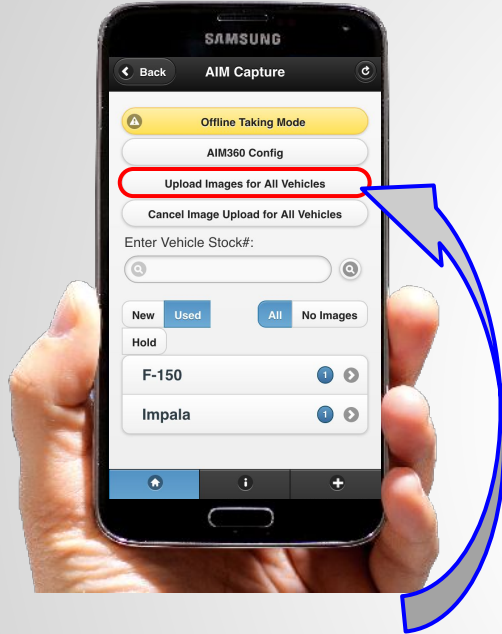 SAMSUNG
Back AIM Capture
Offline Taking Mode
AIM360 Config
Upload Images for All Vehicles
Cancel Image Upload for All Vehicles
Enter Vehicle Stock#:
New Used All No Images
Hold
F-150 1
Impala 1